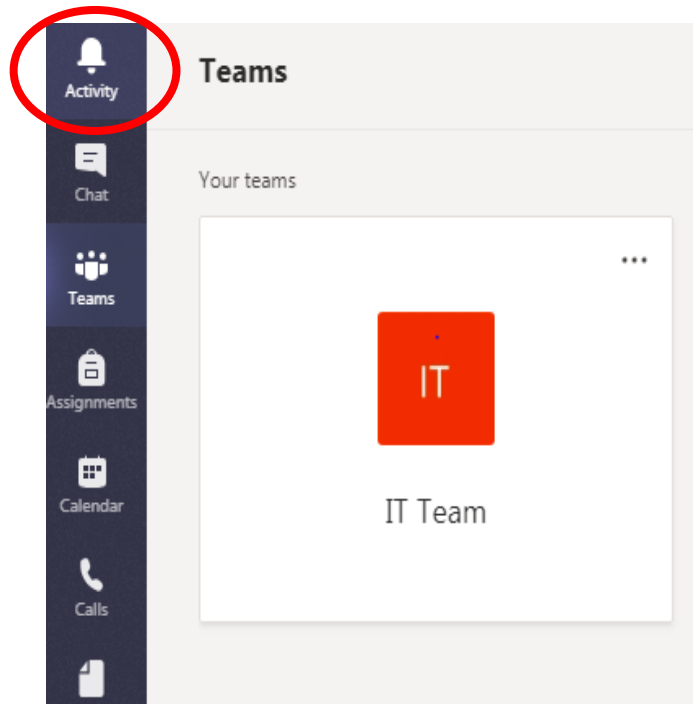 Activity
Teams
Chat
Your teams
Teams
...
IT
Assignments
Calendar
IT Team
Calls